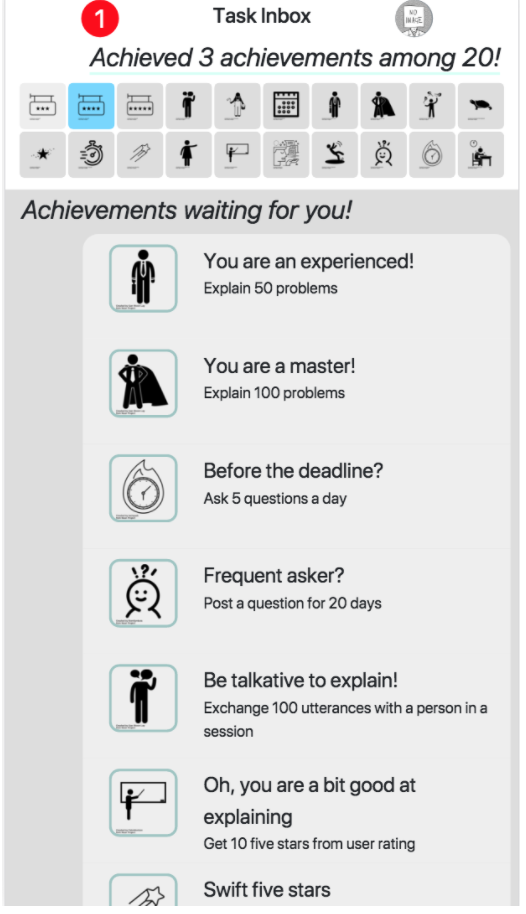 1
Task Inbox
NO
IMAGE
Achieved 3 achievements among 20!
Achievements waiting for you!
You are an experienced!
Explain 50 problems
You are a master!
Explain 100 problems
Before the deadline?
Ask 5 questions a day
!?!
Frequent asker?
Post a question for 20 days
Be talkative to explain!
Exchange 100 utterances with a person in a
session
Oh, you are a bit good at
explaining
Get 10 five stars from user rating
Swift five stars